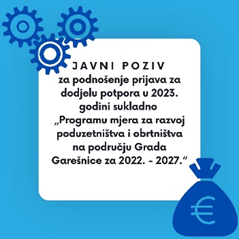 JAVNI POZIV
za podnošenje prijava za
dodjelu potpora u 2023.
godini sukladno
„Programu mjera za razvoj
poduzetništva i obrtništva
na području Grada
Garešnice za 2022. - 2027.“
€